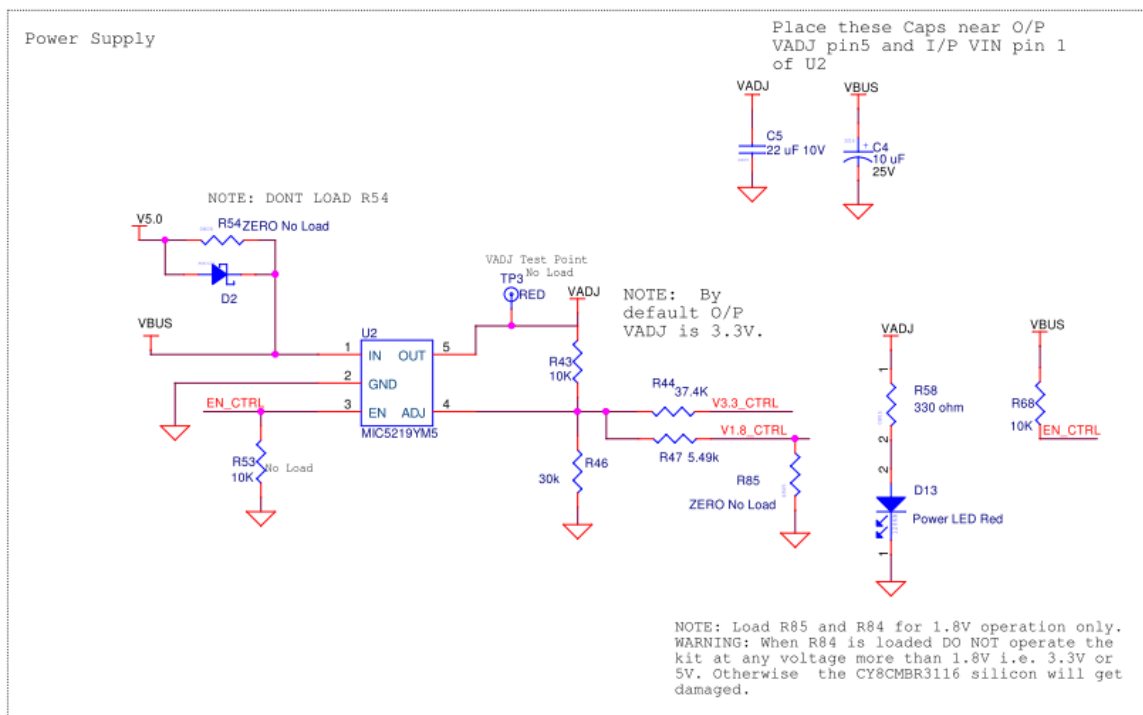 Power Supply
Place these Caps near O/P
VADJ pin5 and I/P VIN pin 1
of U2
VADJ
VBUS
C5
22 uF 10V
C4
10 uF
25V
+
NOTE: DONT LOAD R54
V5.0
R54
ZERO No Load
D2
VADJ Test Point
No Load
TP3
RED
VADJ
NOTE: By
default O/P
VADJ is 3.3V.
VBUS
U2
1
IN
OUT
5
2
GND
EN_CTRL
3
EN
ADJ
4
MIC5219YM5
R53
10K
No Load
R43
10K
R44
37.4K
V3.3_CTRL
V1.8_CTRL
R47 5.49k
R46
30k
R85
ZERO No Load
VADJ
1
R58
330 ohm
2
2
D13
Power LED Red
1
VBUS
R68
10K
EN_CTRL
NOTE: Load R85 and R84 for 1.8V operation only.
WARNING: When R84 is loaded DO NOT operate the
kit at any voltage more than 1.8V i.e. 3.3V or
5V. Otherwise the CY8CMBR3116 silicon will get
damaged.